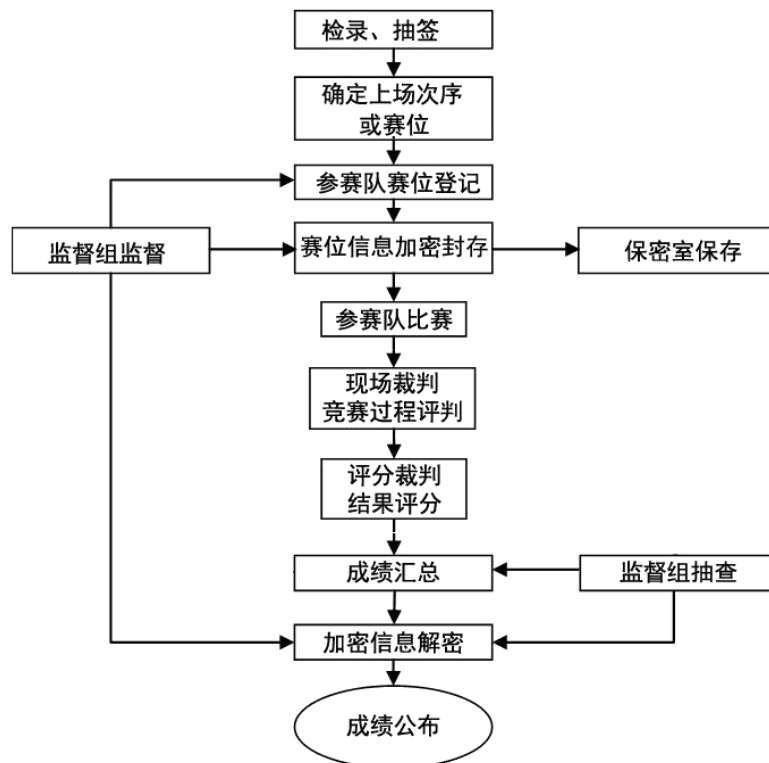 检录、抽签
确定上场次序
或赛位
参赛队赛位登记
监督组监督
赛位信息加密封存
保密室保存
参赛队比赛
现场裁判
竞赛过程评判
评分裁判
结果评分
成绩汇总
监督组抽查
加密信息解密
成绩公布